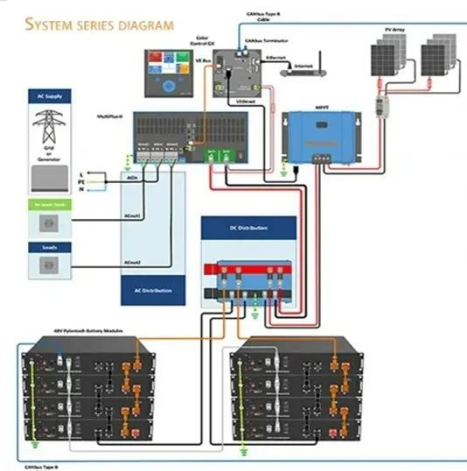 SYSTEM SERIES DIAGRAM
CANbus Type B
Cable
Color
Control GX
CANbus Terminator
VE Bus
Ethernet
Internet
PV Array
AC Supply
Grid
or
Generator
MultiPlus-II
VE.Direct
MPPT
L
PE
N
ACin
ACout1
Loads
ACout2
DC Distribution
AC Distribution
48V Pylontech Battery Modules
CANbus Type B